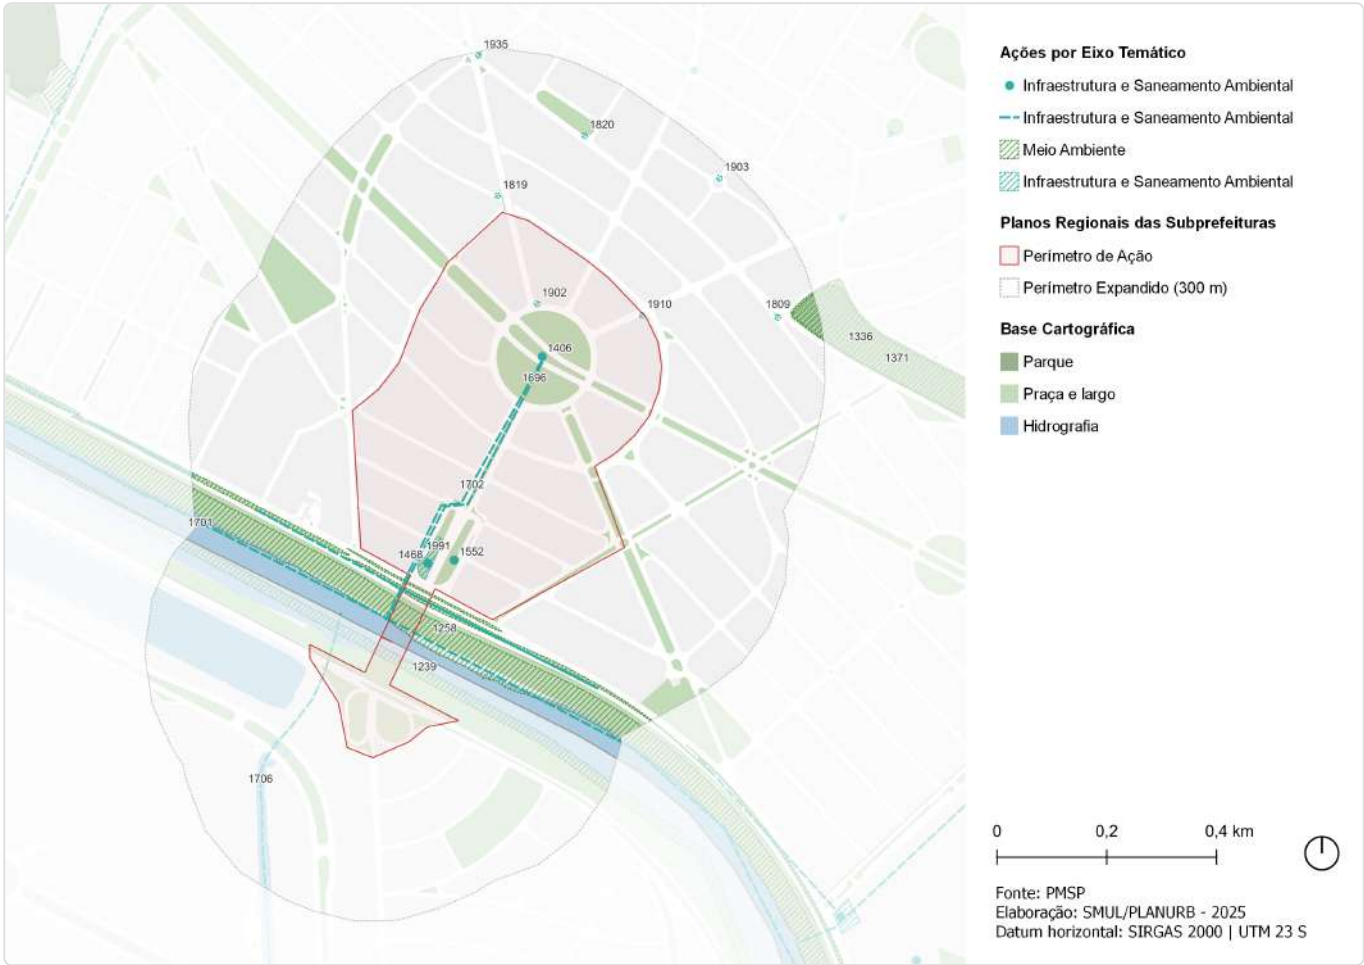 1935
1820
1903
1819
1902
1910
1809
1336
1406
1371
1696
1702
1701
1991
1468
1552
1258
1239
1706
Ações por Eixo Temático
Infraestrutura e Saneamento Ambiental
Infraestrutura e Saneamento Ambiental
Meio Ambiente
Infraestrutura e Saneamento Ambiental
Planos Regionais das Subprefeituras
Perímetro de Ação
Perímetro Expandido (300 m)
Base Cartográfica
Parque
Praça e largo
Hidrografia
0 0,2 0,4 km
Fonte: PMSP
Elaboração: SMUL/PLANURB - 2025
Datum horizontal: SIRGAS 2000 | UTM 23 S